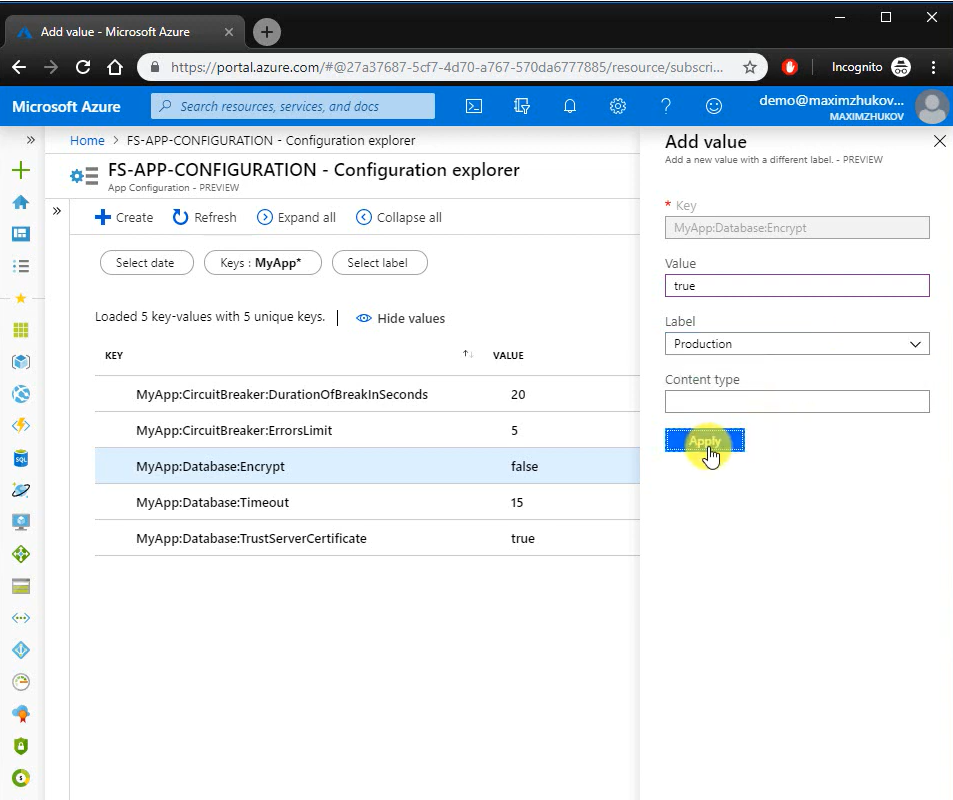 Add value - Microsoft Azure
https://portal.azure.com/#@27a37687-5cf7-4d70-a767-570da6777885/resource/subscri...
Incognito
Microsoft Azure
Search resources, services, and docs
demo@maximzhukov...
MAXIMZHUKOV
Home > FS-APP-CONFIGURATION - Configuration explorer
FS-APP-CONFIGURATION - Configuration explorer
App Configuration - PREVIEW
Create
Refresh
Expand all
Collapse all
Select date
Keys : MyApp*
Select label
Loaded 5 key-values with 5 unique keys.
Hide values
KEY
VALUE
MyApp:CircuitBreaker:DurationOfBreakInSeconds 20
MyApp:CircuitBreaker:ErrorsLimit 5
MyApp:Database:Encrypt false
MyApp:Database:Timeout 15
MyApp:Database:TrustServerCertificate true
Add value
Add a new value with a different label. - PREVIEW
* Key
MyApp:Database:Encrypt
Value
true
Label
Production
Content type
Apply
SQL